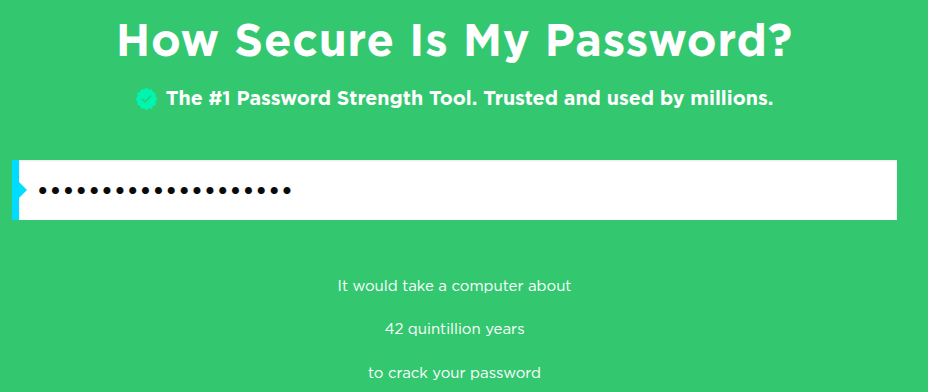 How Secure Is My Password?
The #1 Password Strength Tool. Trusted and used by millions.
••••••••••••••••••••
It would take a computer about
42 quintillion years
to crack your password